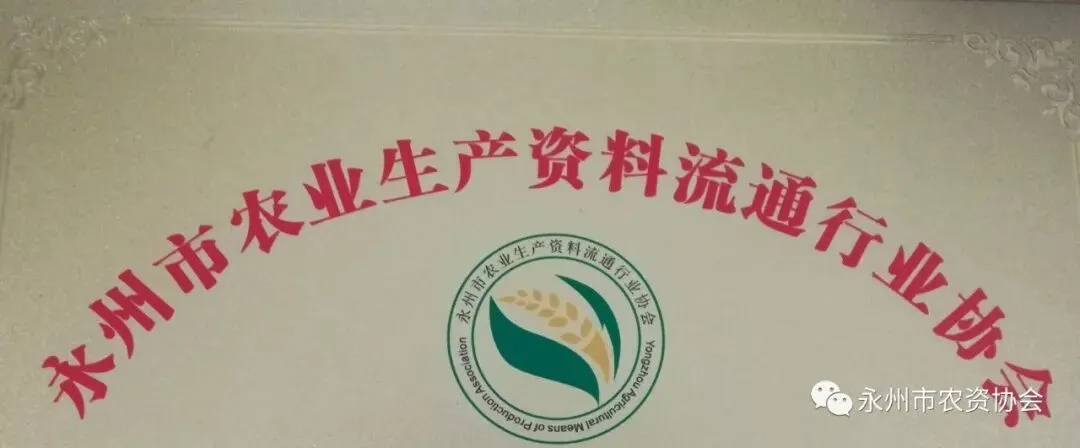 永州市农业生产资料流通行业协会
永州市农业生产资料流通行业协会
Yongzhou Agricultural Means of Production Association
永州市农资协会